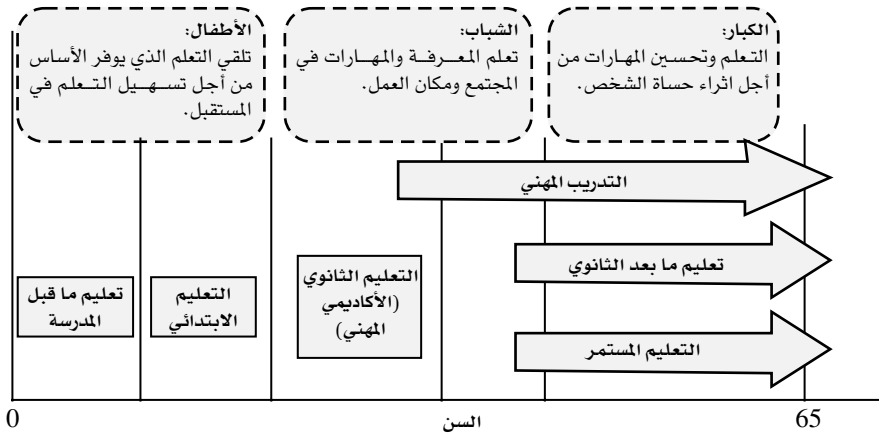 الأطفال:
تلقي التعلم الذي يوفر الأساس
من أجل تسهيل التعلم في
المستقبل.
الشباب:
تعلم المعرفة والمهارات في
المجتمع ومكان العمل.
الكبار:
التعلم وتحسين المهارات من
أجل اثراء حساة الشخص.
التدريب المهني
تعليم ما قبل
المدرسة
التعليم
الابتدائي
التعليم الثانوي
(الأكاديمي
المهني)
تعليم ما بعد الثانوي
التعليم المستمر
0
السن
65